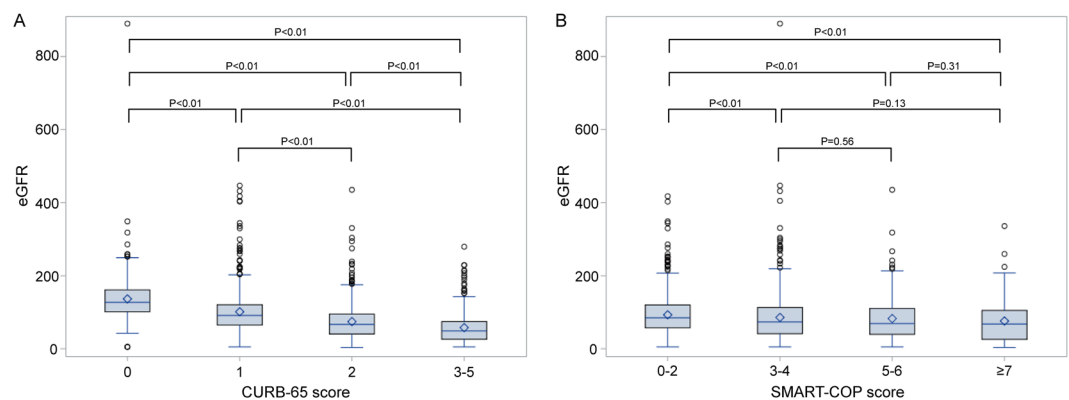 A
P<0.01
P<0.01
P<0.01
P<0.01
P<0.01
P<0.01
800
600
400
200
0
eGFR
0
1
2
3-5
CURB-65 score
B
P<0.01
P<0.01
P=0.31
P<0.01
P=0.13
P=0.56
800
600
400
200
0
eGFR
0-2
3-4
5-6
≥7
SMART-COP score